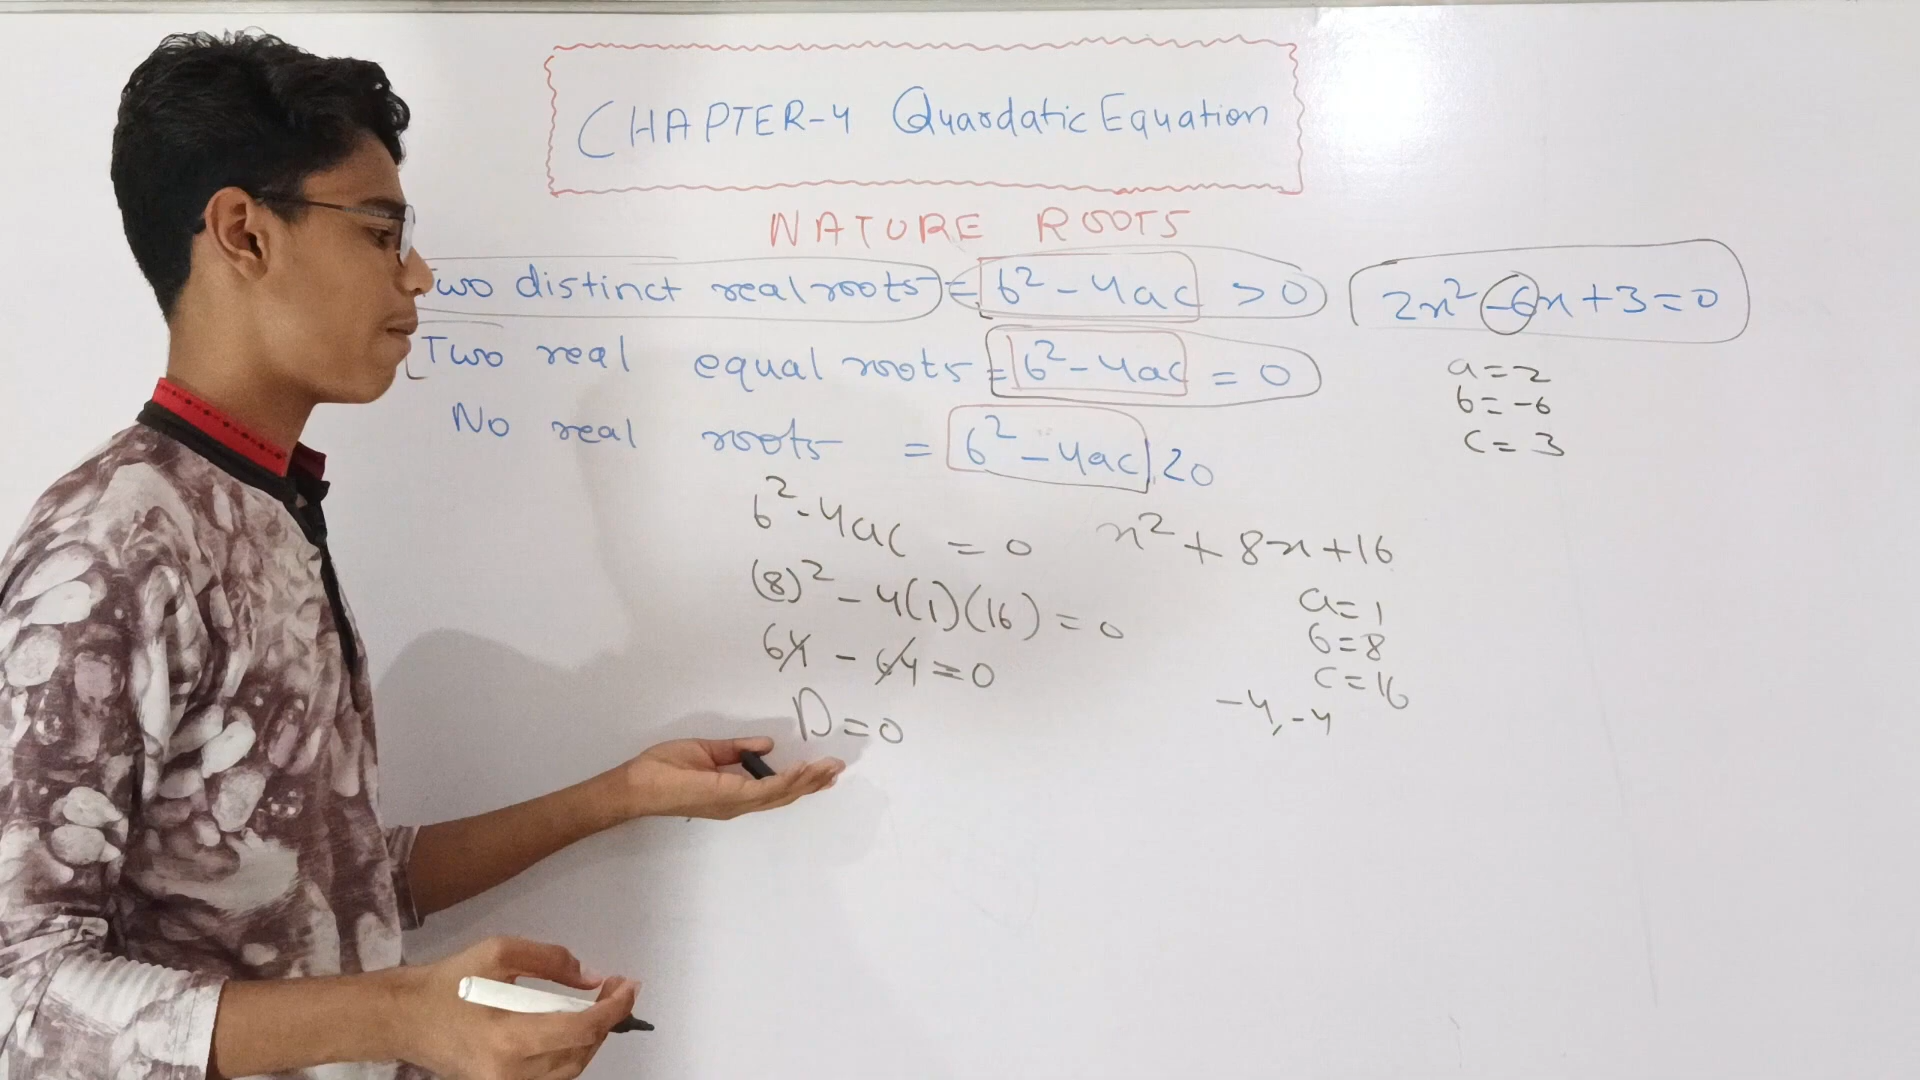 CHAPTER-4 Quardatic Equation
NATURE ROOTS
Two distinct real roots = b² - 4ac > 0
2x² - 6x + 3 = 0
Two real equal roots = b² - 4ac = 0
No real roots = b² - 4ac < 0
a = 2
b = -6
c = 3
b² - 4ac = 0
(8)² - 4(1)(16) = 0
64 - 64 = 0
D = 0
x² + 8x + 16
a = 1
b = 8
c = 16
-4, -4